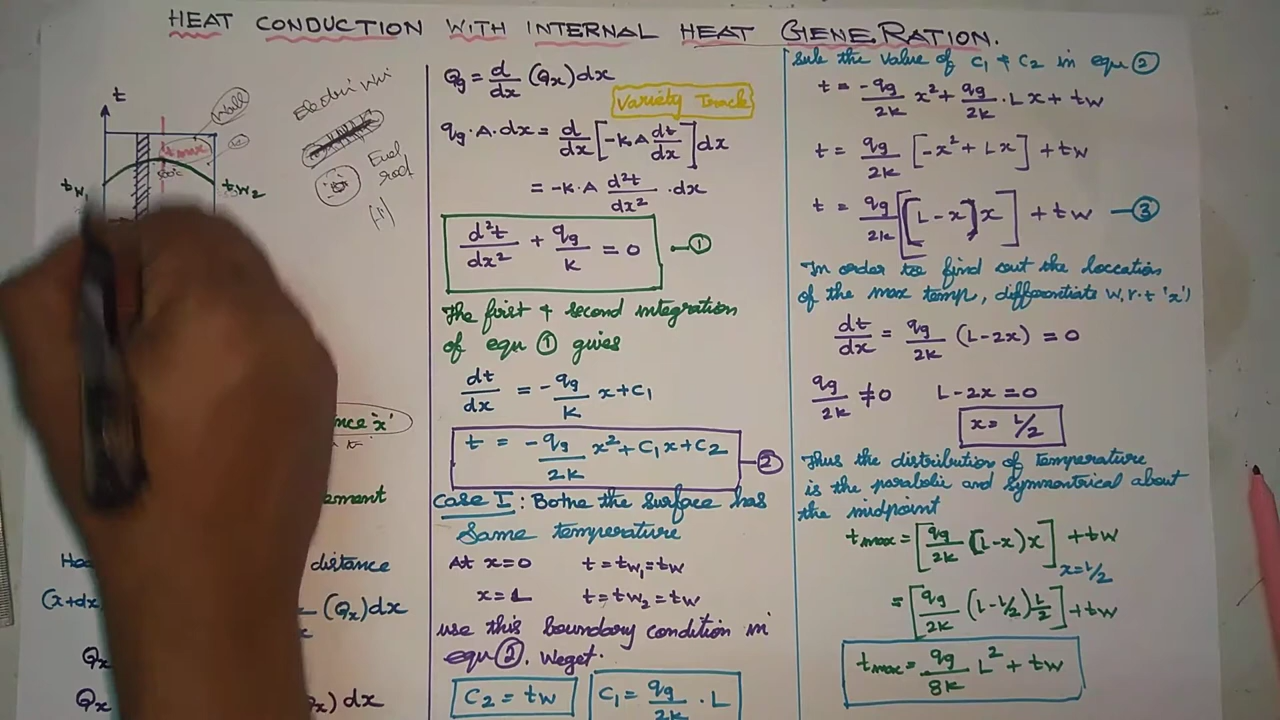 HEAT CONDUCTION WITH INTERNAL HEAT GENERATION.
t
Wall
tmax
tw1
tw2
Electric
Fuel
rod
distance
(Qx)dx
Qx
Qx
) dx
Qg = d/dx (Qx) dx
Variety Track
qg · A · dx = d/dx [-KA dt/dx] dx
= -K·A d²t/dx² · dx
d²t/dx² + qg/k = 0 — ①
The first & second integration
of equ ① gives
dt/dx = - qg/k x + C1
t = - qg/2k x² + C1x + C2 — ②
Case I : Bothe the surface has
Same temperature
At x=0 t = tw1 = tw
x = L t = tw2 = tw
use this boundary condition in
equ ②. We get.
C2 = tw C1 = qg/2k · L
Sub the value of C1 & C2 in equ ②
t = -qg/2k x² + qg/2k · Lx + tw
t = qg/2k [-x² + Lx] + tw
t = qg/2k [(L-x)x] + tw — ③
In order to find out the loccation
of the max temp, differentiate w.r.t 'x')
dt/dx = qg/2k (L-2x) = 0
qg/2k ≠ 0 L-2x = 0
x = L/2
Thus the distribution of temperature
is the parabolic and symmentrical about
the midpoint
tmax = [qg/2k (L-x)x] x=L/2 + tw
= [qg/2k (L-L/2) L/2] + tw
tmax = qg/8k L² + tw